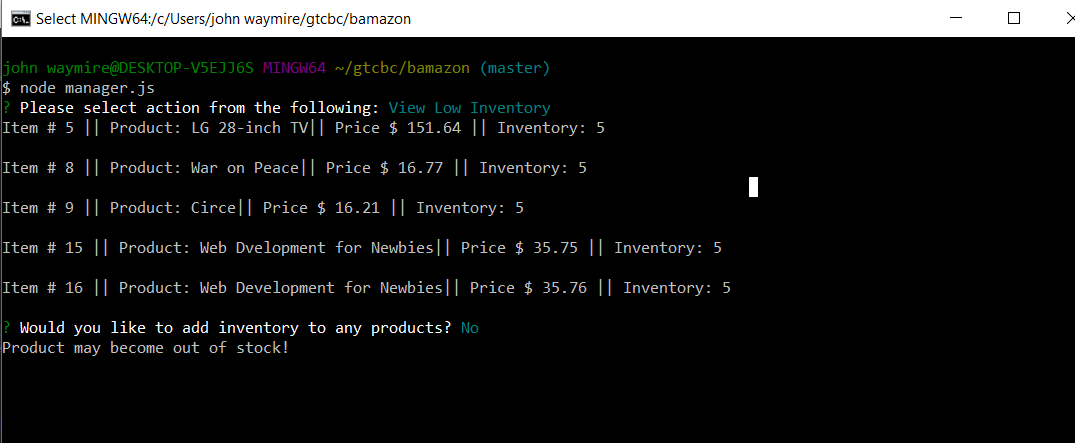 Select MINGW64:/c/Users/john waymire/gtcbc/bamazon
john waymire@DESKTOP-V5EJJ6S MINGW64 ~/gtcbc/bamazon (master)
$ node manager.js
? Please select action from the following: View Low Inventory
Item # 5 || Product: LG 28-inch TV|| Price $ 151.64 || Inventory: 5
Item # 8 || Product: War on Peace|| Price $ 16.77 || Inventory: 5
Item # 9 || Product: Circe|| Price $ 16.21 || Inventory: 5
Item # 15 || Product: Web Dvelopment for Newbies|| Price $ 35.75 || Inventory: 5
Item # 16 || Product: Web Development for Newbies|| Price $ 35.76 || Inventory: 5
? Would you like to add inventory to any products? No
Product may become out of stock!